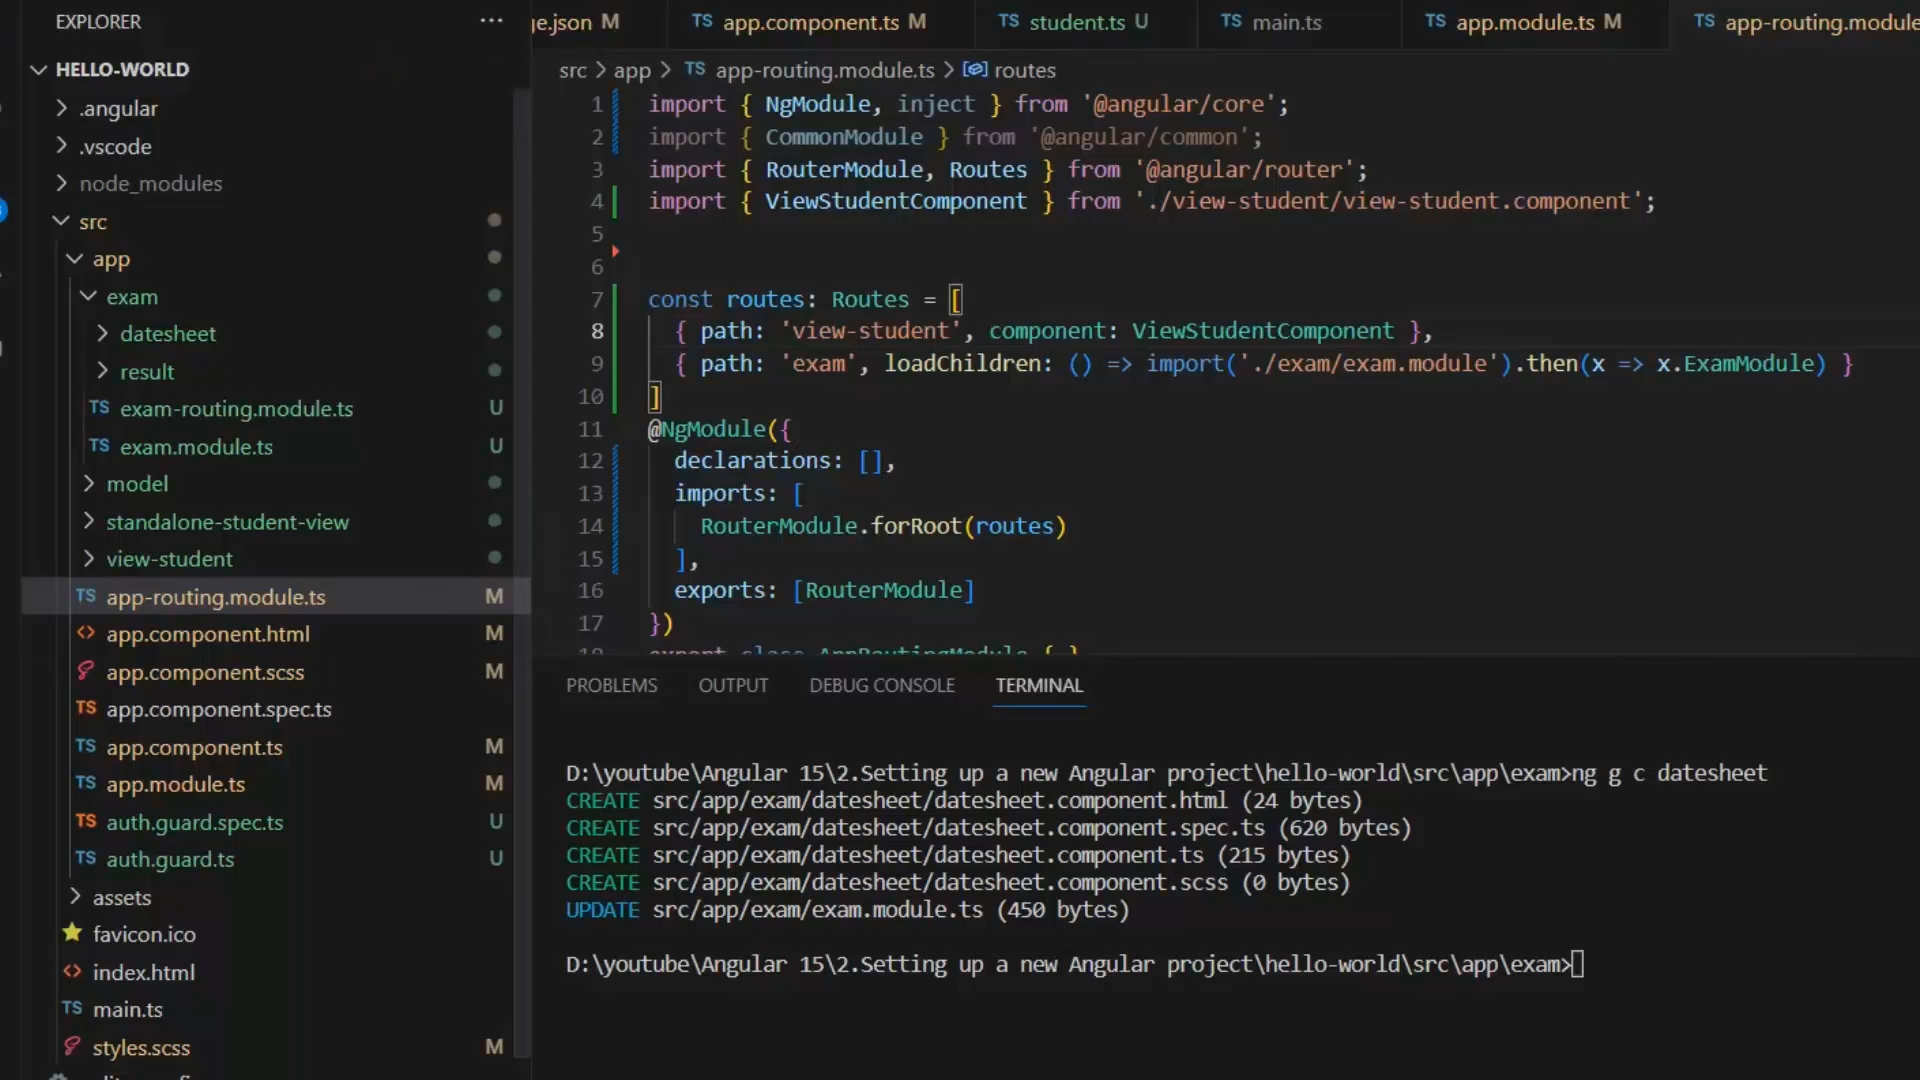 EXPLORER
HELLO-WORLD
.angular
.vscode
node_modules
src
app
exam
datesheet
result
exam-routing.module.ts U
exam.module.ts U
model
standalone-student-view
view-student
app-routing.module.ts M
app.component.html M
app.component.scss M
app.component.spec.ts
app.component.ts M
app.module.ts M
auth.guard.spec.ts U
auth.guard.ts U
assets
favicon.ico
index.html
main.ts
styles.scss M
ge.json M TS app.component.ts M TS student.ts U TS main.ts TS app.module.ts M TS app-routing.module
src > app > TS app-routing.module.ts > routes
1 import { NgModule, inject } from '@angular/core';
2 import { CommonModule } from '@angular/common';
3 import { RouterModule, Routes } from '@angular/router';
4 import { ViewStudentComponent } from './view-student/view-student.component';
5
6
7 const routes: Routes = [
8 { path: 'view-student', component: ViewStudentComponent },
9 { path: 'exam', loadChildren: () => import('./exam/exam.module').then(x => x.ExamModule) }
10 ]
11 @NgModule({
12 declarations: [],
13 imports: [
14 RouterModule.forRoot(routes)
15 ],
16 exports: [RouterModule]
17 })
18 export class AppRoutingModule { }
PROBLEMS OUTPUT DEBUG CONSOLE TERMINAL
D:\youtube\Angular 15\2.Setting up a new Angular project\hello-world\src\app\exam>ng g c datesheet
CREATE src/app/exam/datesheet/datesheet.component.html (24 bytes)
CREATE src/app/exam/datesheet/datesheet.component.spec.ts (620 bytes)
CREATE src/app/exam/datesheet/datesheet.component.ts (215 bytes)
CREATE src/app/exam/datesheet/datesheet.component.scss (0 bytes)
UPDATE src/app/exam/exam.module.ts (450 bytes)
D:\youtube\Angular 15\2.Setting up a new Angular project\hello-world\src\app\exam>